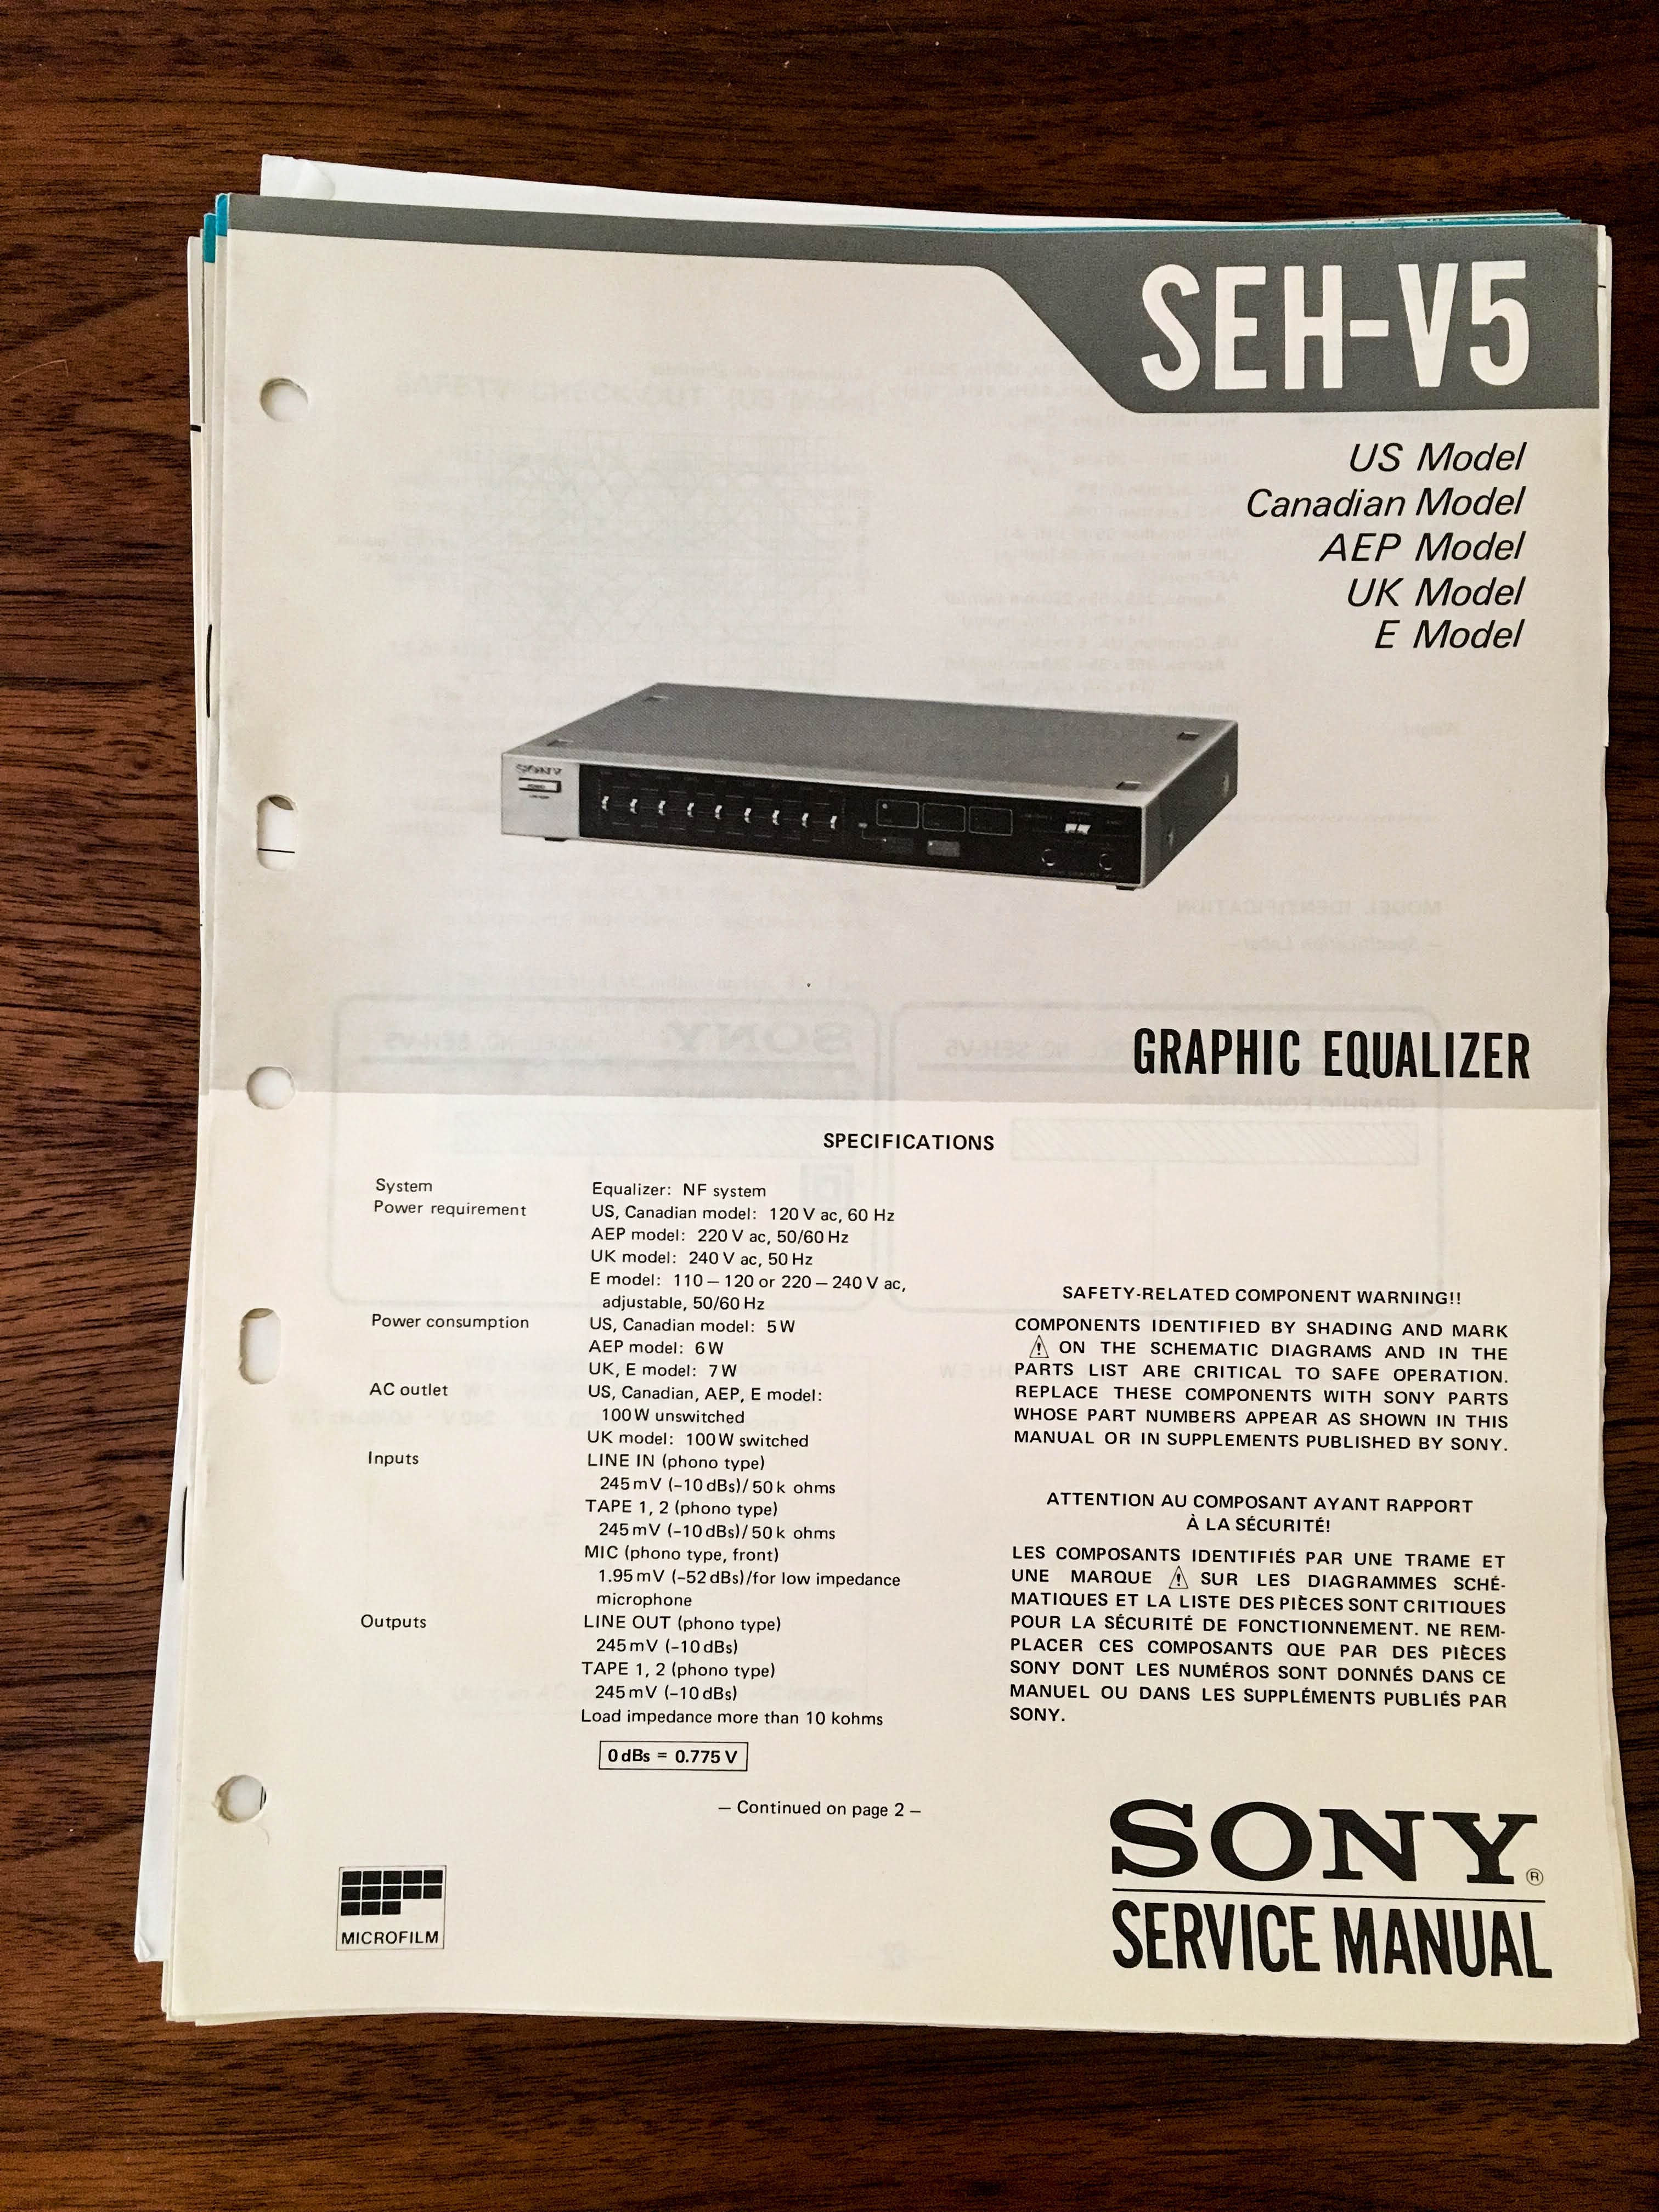 SEH-V5
US Model
Canadian Model
AEP Model
UK Model
E Model
SONY
GRAPHIC EQUALIZER
SPECIFICATIONS
System Equalizer: NF system
Power requirement US, Canadian model: 120 V ac, 60 Hz
AEP model: 220 V ac, 50/60 Hz
UK model: 240 V ac, 50 Hz
E model: 110 – 120 or 220 – 240 V ac,
adjustable, 50/60 Hz
Power consumption US, Canadian model: 5 W
AEP model: 6 W
UK, E model: 7 W
AC outlet US, Canadian, AEP, E model:
100 W unswitched
UK model: 100 W switched
Inputs LINE IN (phono type)
245 mV (–10 dBs)/ 50 k ohms
TAPE 1, 2 (phono type)
245 mV (–10 dBs)/ 50 k ohms
MIC (phono type, front)
1.95 mV (–52 dBs)/for low impedance
microphone
Outputs LINE OUT (phono type)
245 mV (–10 dBs)
TAPE 1, 2 (phono type)
245 mV (–10 dBs)
Load impedance more than 10 kohms
0 dBs = 0.775 V
– Continued on page 2 –
SAFETY-RELATED COMPONENT WARNING!!
COMPONENTS IDENTIFIED BY SHADING AND MARK
⚠ ON THE SCHEMATIC DIAGRAMS AND IN THE
PARTS LIST ARE CRITICAL TO SAFE OPERATION.
REPLACE THESE COMPONENTS WITH SONY PARTS
WHOSE PART NUMBERS APPEAR AS SHOWN IN THIS
MANUAL OR IN SUPPLEMENTS PUBLISHED BY SONY.
ATTENTION AU COMPOSANT AYANT RAPPORT
À LA SÉCURITÉ!
LES COMPOSANTS IDENTIFIÉS PAR UNE TRAME ET
UNE MARQUE ⚠ SUR LES DIAGRAMMES SCHÉ-
MATIQUES ET LA LISTE DES PIÈCES SONT CRITIQUES
POUR LA SÉCURITÉ DE FONCTIONNEMENT. NE REM-
PLACER CES COMPOSANTS QUE PAR DES PIÈCES
SONY DONT LES NUMÉROS SONT DONNÉS DANS CE
MANUEL OU DANS LES SUPPLÉMENTS PUBLIÉS PAR
SONY.
MICROFILM
SONY®
SERVICE MANUAL